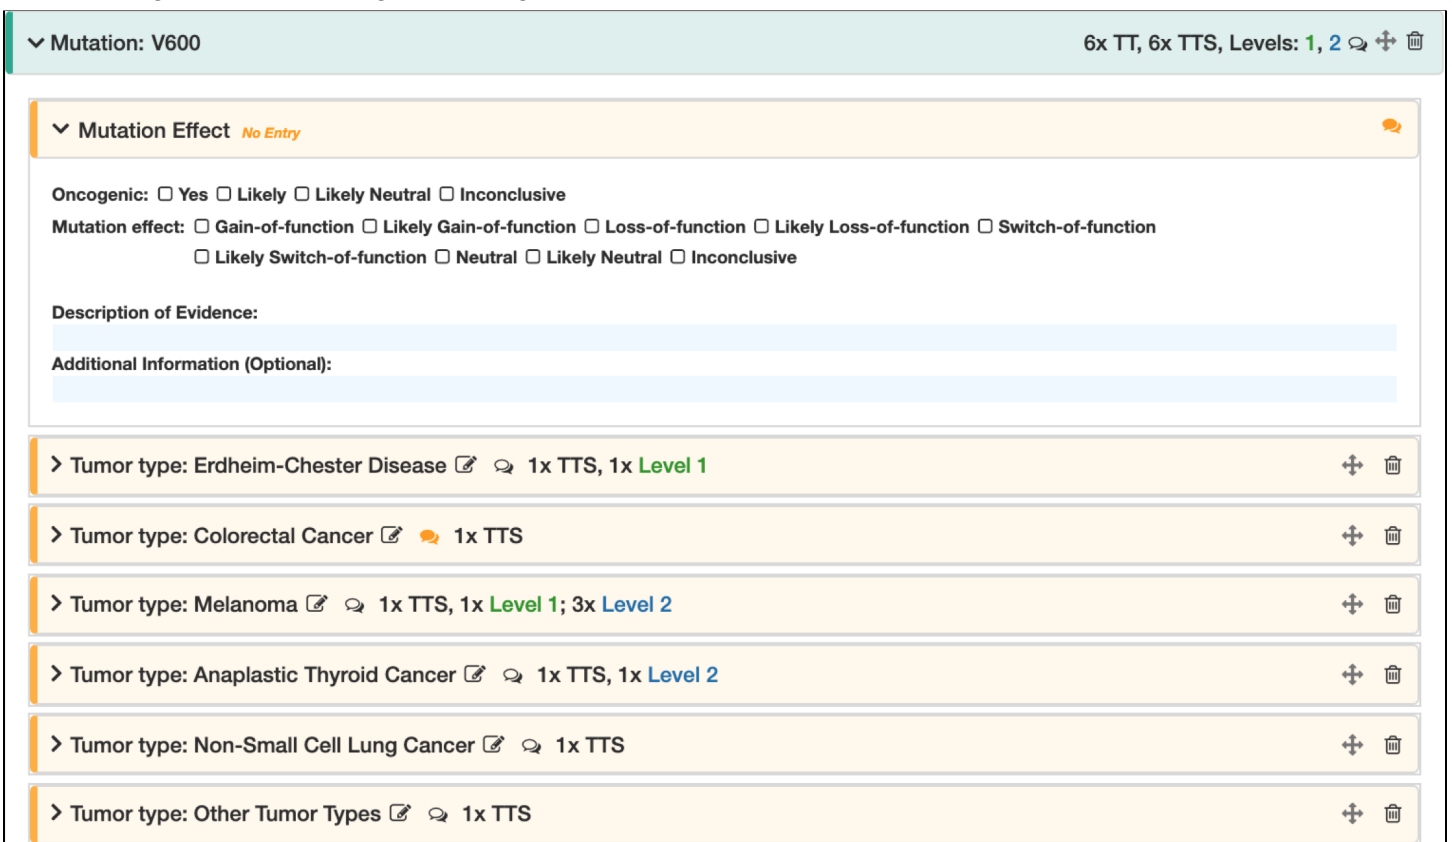 Mutation: V600 6x TT, 6x TTS, Levels: 1, 2
Mutation Effect No Entry
Oncogenic: Yes Likely Likely Neutral Inconclusive
Mutation effect: Gain-of-function Likely Gain-of-function Loss-of-function Likely Loss-of-function Switch-of-function
Likely Switch-of-function Neutral Likely Neutral Inconclusive
Description of Evidence:
Additional Information (Optional):
Tumor type: Erdheim-Chester Disease 1x TTS, 1x Level 1
Tumor type: Colorectal Cancer 1x TTS
Tumor type: Melanoma 1x TTS, 1x Level 1; 3x Level 2
Tumor type: Anaplastic Thyroid Cancer 1x TTS, 1x Level 2
Tumor type: Non-Small Cell Lung Cancer 1x TTS
Tumor type: Other Tumor Types 1x TTS